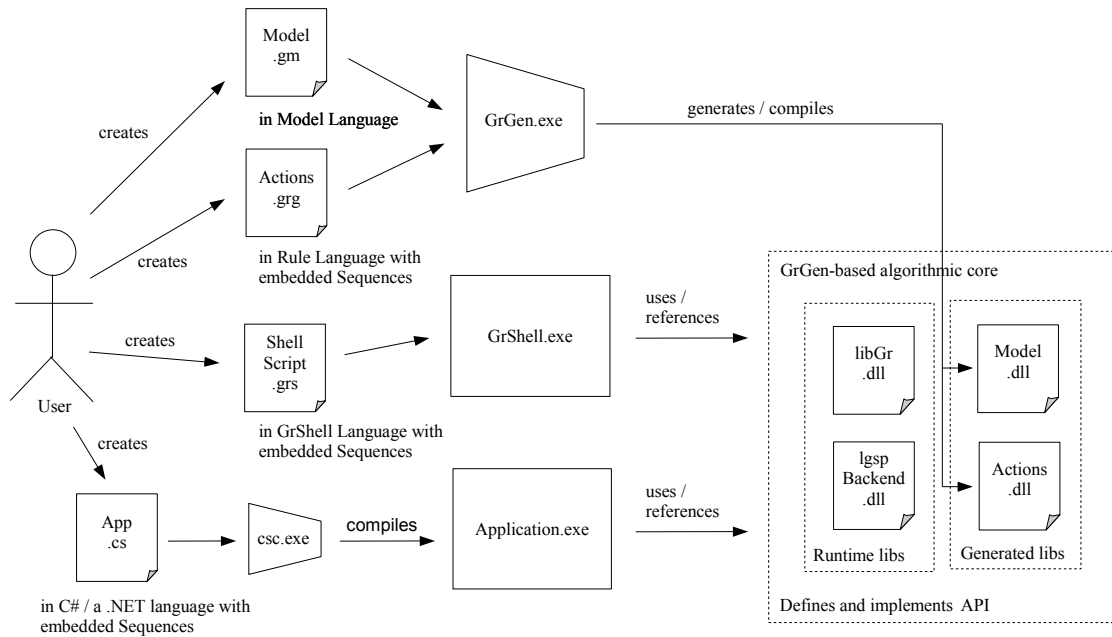 Model
.gm
in Model Language
creates
GrGen.exe
generates / compiles
Actions
.grg
creates
in Rule Language with
embedded Sequences
GrGen-based algorithmic core
creates
Shell
Script
.grs
GrShell.exe
uses /
references
libGr
.dll
Model
.dll
User
in GrShell Language with
embedded Sequences
creates
lgsp
Backend
.dll
Actions
.dll
App
.cs
csc.exe
compiles
Application.exe
uses /
references
Runtime libs
Generated libs
in C# / a .NET language with
embedded Sequences
Defines and implements API